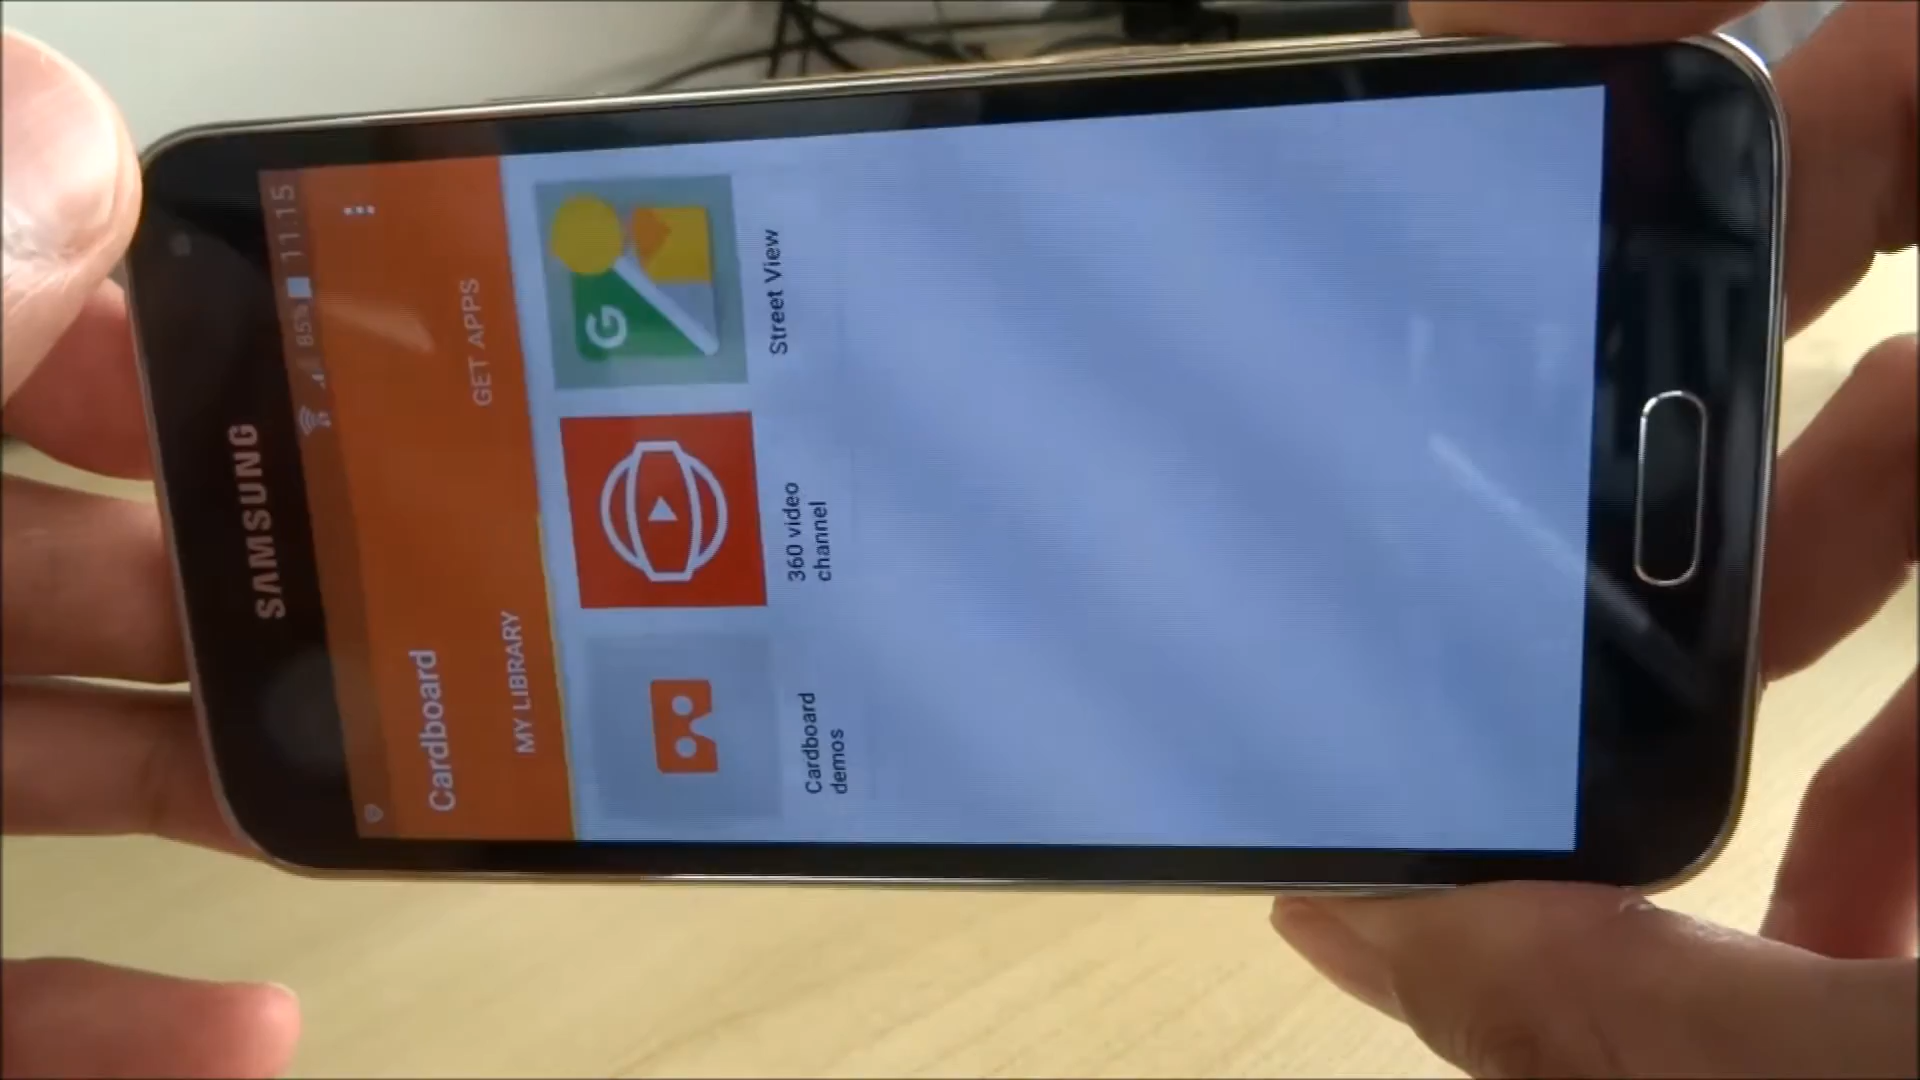 SAMSUNG
85% 11:15
Cardboard
MY LIBRARY
GET APPS
Cardboard
demos
360 video
channel
G
Street View